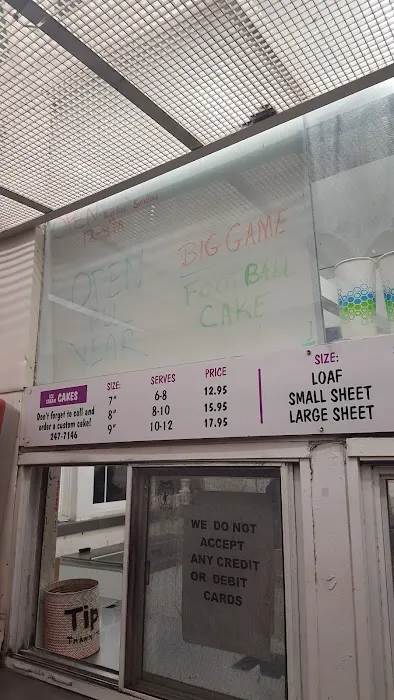 OPEN
BIG GAME
OPEN
FOOTBALL
ALL
CAKE
YEAR
ICE CREAM CAKES
Don't forget to call and
order a custom cake!
247-7146
SIZE: SERVES PRICE
7" 6-8 12.95
8" 8-10 15.95
9" 10-12 17.95
SIZE:
LOAF
SMALL SHEET
LARGE SHEET
WE DO NOT
ACCEPT
ANY CREDIT
OR DEBIT
CARDS
Tip